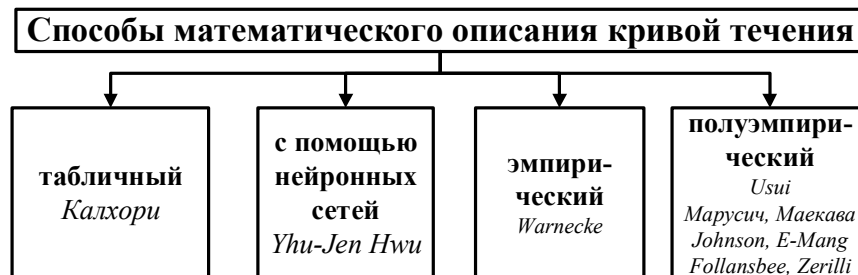 Способы математического описания кривой течения
табличный
Калхори
с помощью
нейронных
сетей
Yhu-Jen Hwu
эмпири-
ческий
Warnecke
полуэмпири-
ческий
Usui
Марусич, Маекава
Johnson, E-Mang
Follansbee, Zerilli